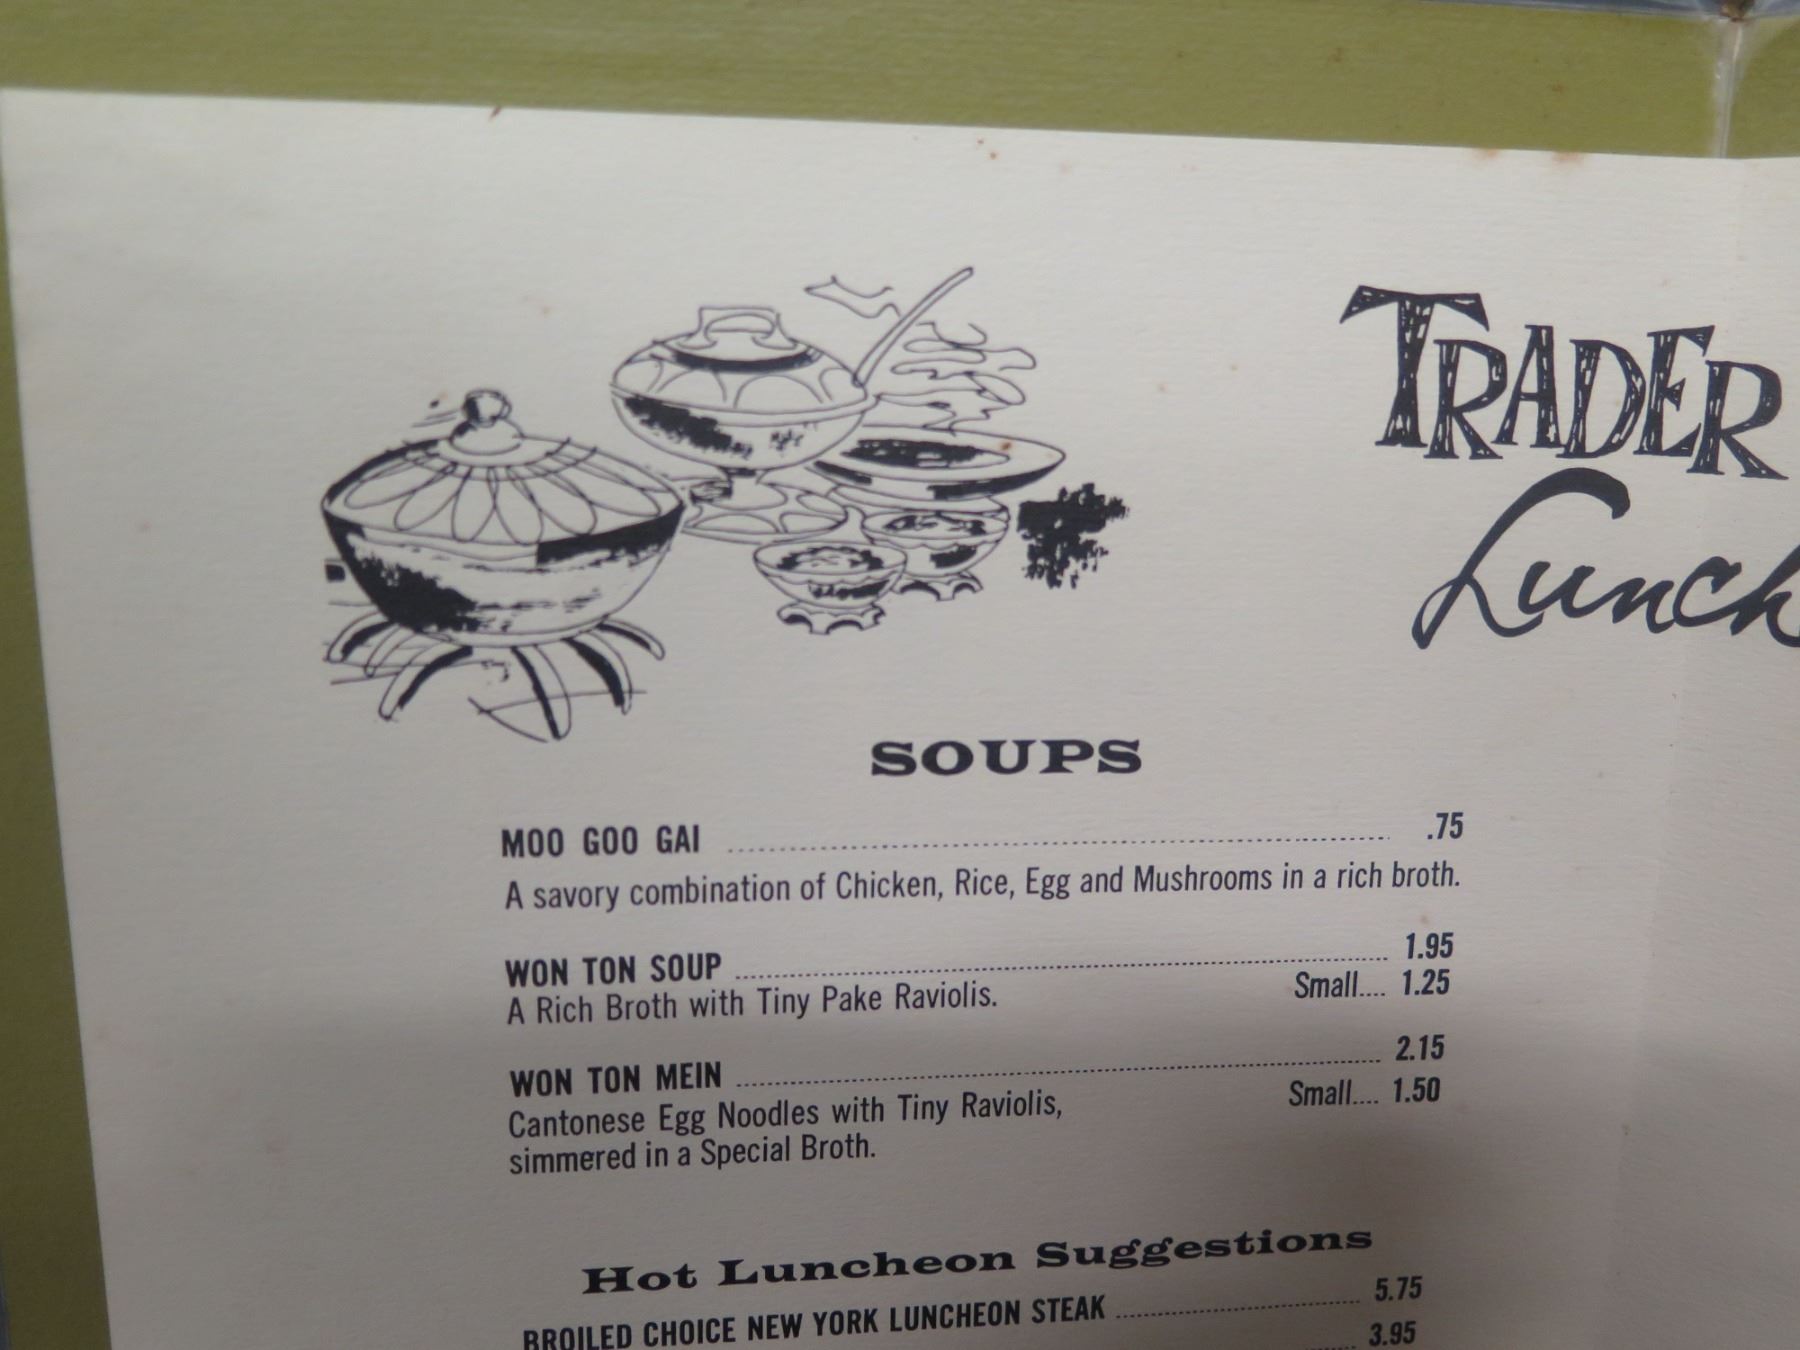 TRADER
Lunch
SOUPS
MOO GOO GAI .75
A savory combination of Chicken, Rice, Egg and Mushrooms in a rich broth.
WON TON SOUP 1.95
A Rich Broth with Tiny Pake Raviolis. Small.... 1.25
WON TON MEIN 2.15
Cantonese Egg Noodles with Tiny Raviolis, Small.... 1.50
simmered in a Special Broth.
Hot Luncheon Suggestions
BROILED CHOICE NEW YORK LUNCHEON STEAK 5.75
3.95